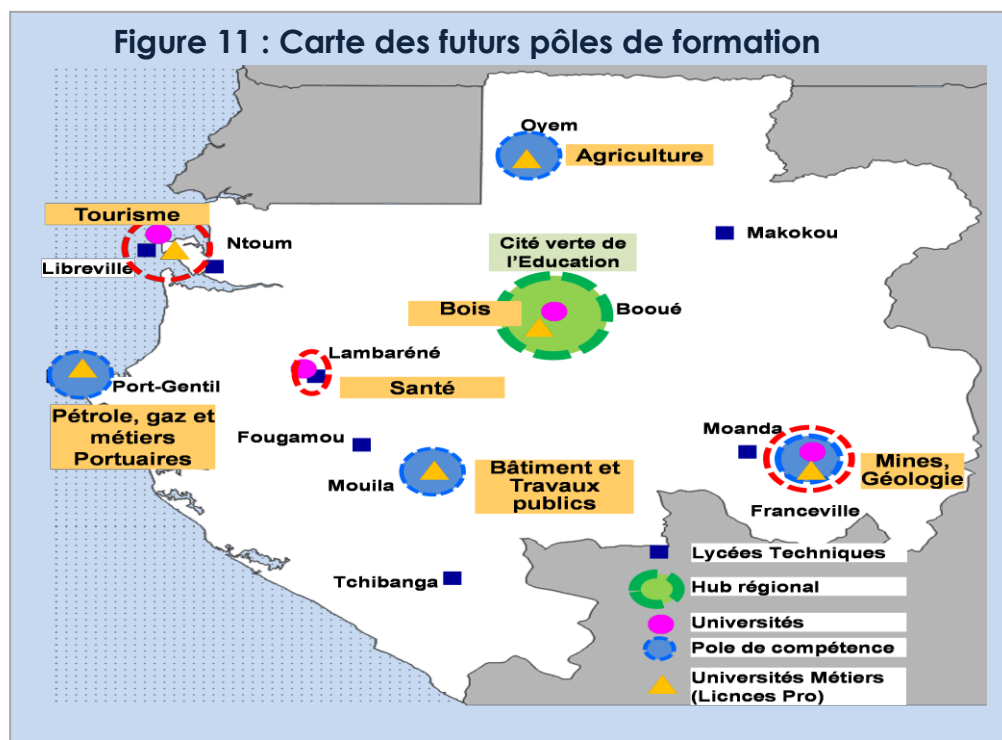 Figure 11 : Carte des futurs pôles de formation
Oyem
Agriculture
Tourisme
Ntoum
Libreville
Makokou
Cité verte de
l'Education
Bois
Booué
Lambaréné
Santé
Port-Gentil
Pétrole, gaz et
métiers
Portuaires
Fougamou
Mouila
Bâtiment et
Travaux
publics
Moanda
Mines,
Géologie
Franceville
Tchibanga
Lycées Techniques
Hub régional
Universités
Pole de compétence
Universités Métiers
(Licnces Pro)